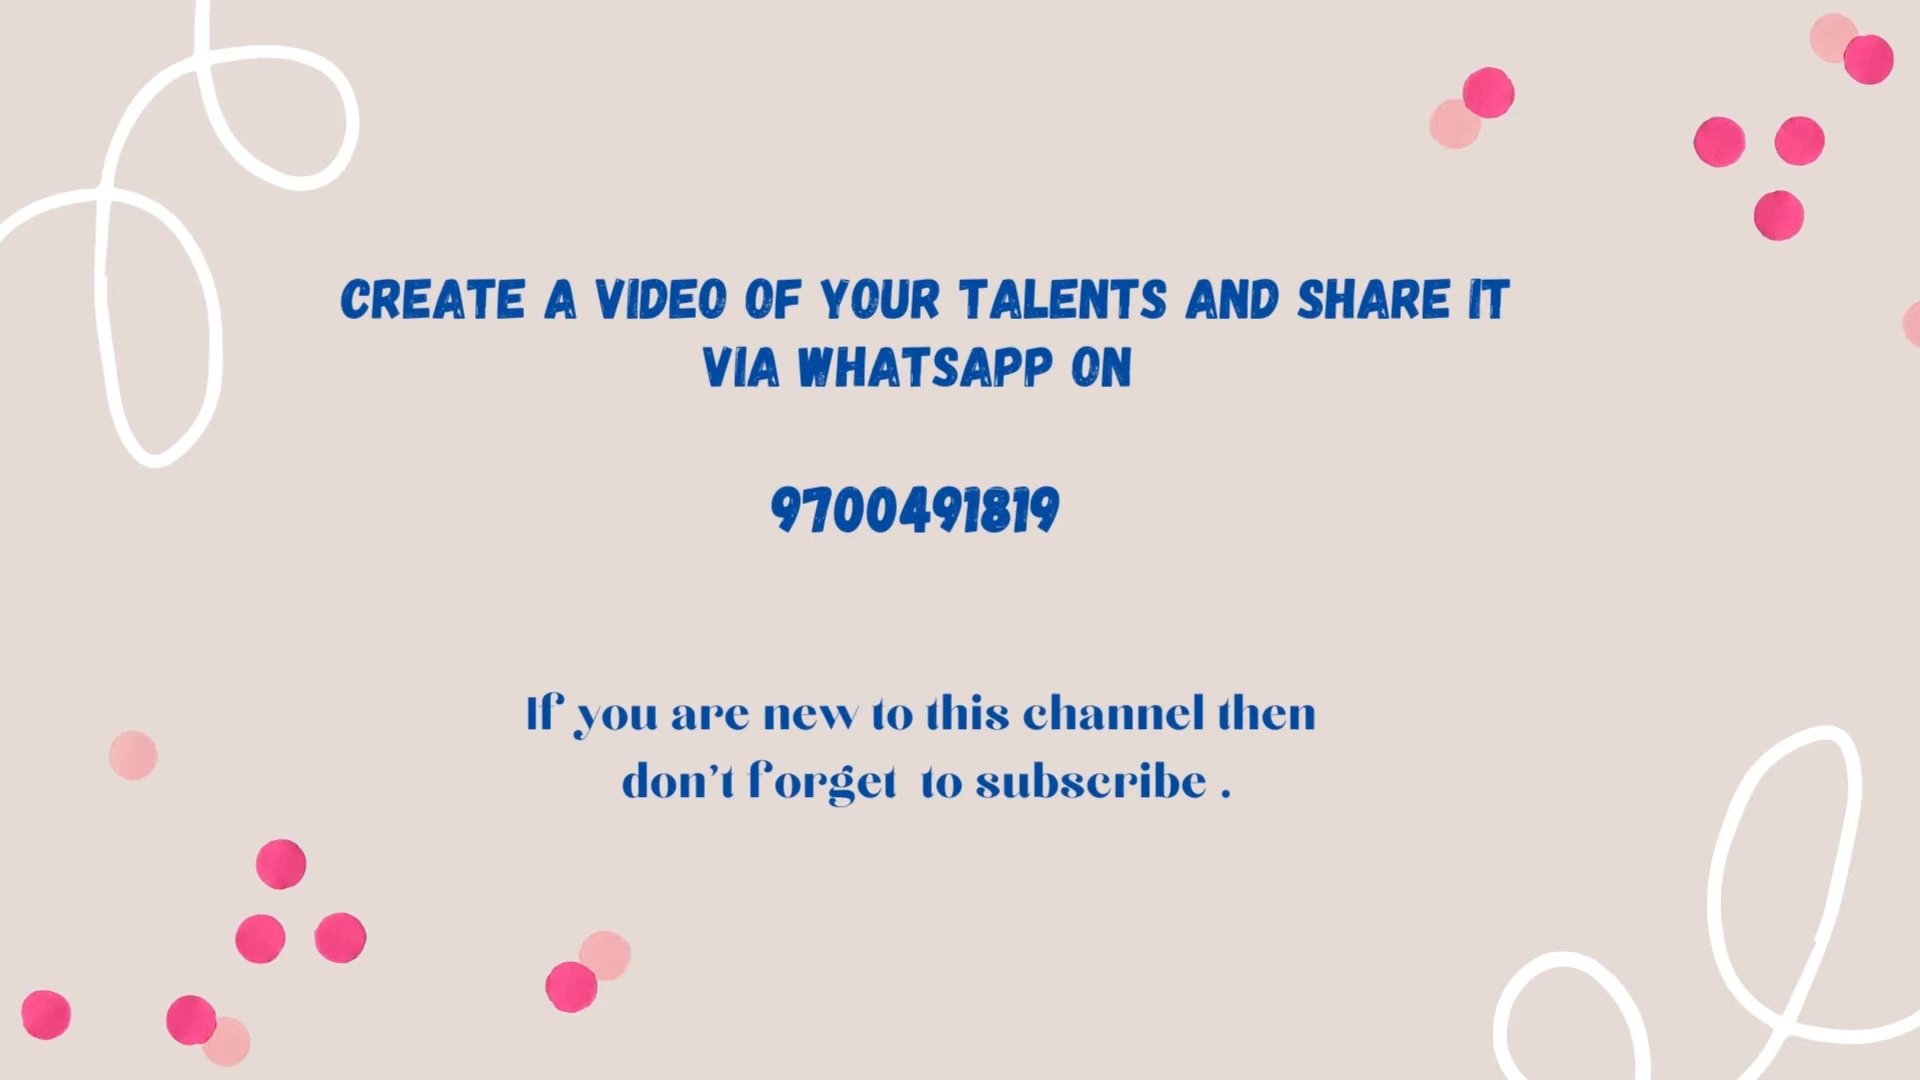 CREATE A VIDEO OF YOUR TALENTS AND SHARE IT
VIA WHATSAPP ON
9700491819
If you are new to this channel then
don't forget to subscribe .